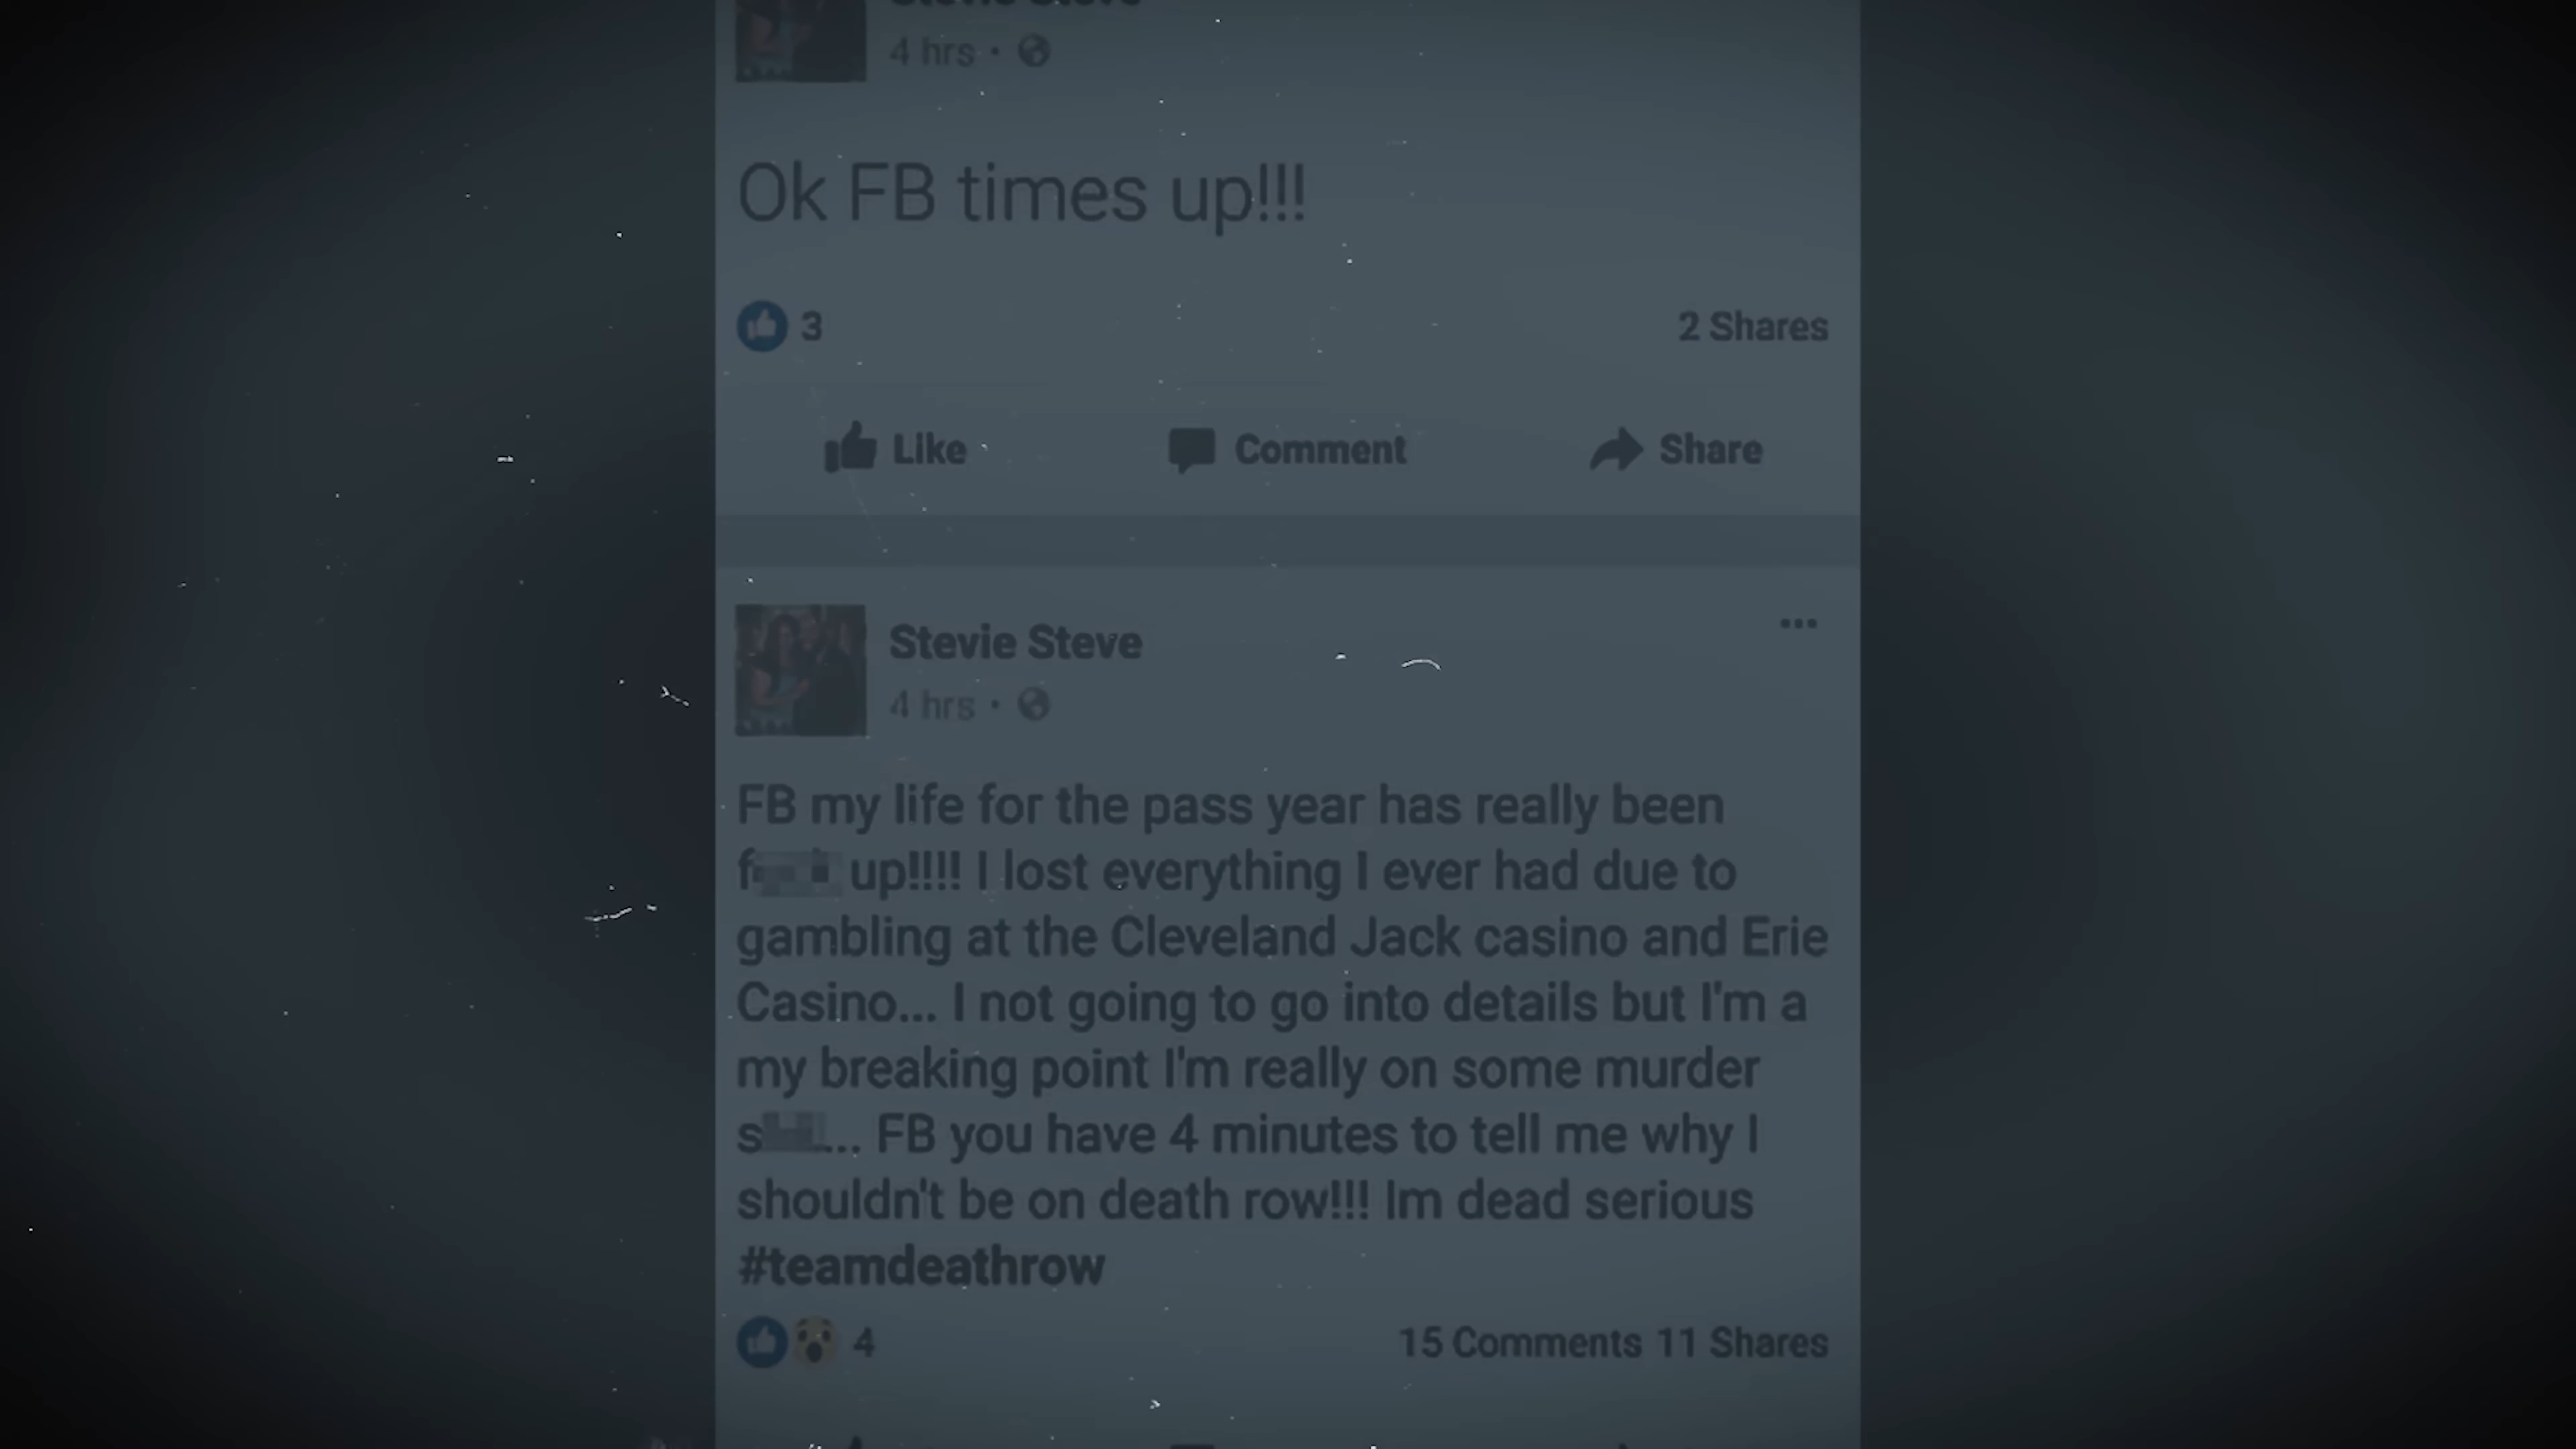 Stevie Steve
4 hrs ·
Ok FB times up!!!
3
2 Shares
Like
Comment
Share
Stevie Steve
...
4 hrs ·
FB my life for the pass year has really been
f up!!!! I lost everything I ever had due to
gambling at the Cleveland Jack casino and Erie
Casino... I not going to go into details but I'm a
my breaking point I'm really on some murder
s... FB you have 4 minutes to tell me why I
shouldn't be on death row!!! Im dead serious
#teamdeathrow
4
15 Comments 11 Shares